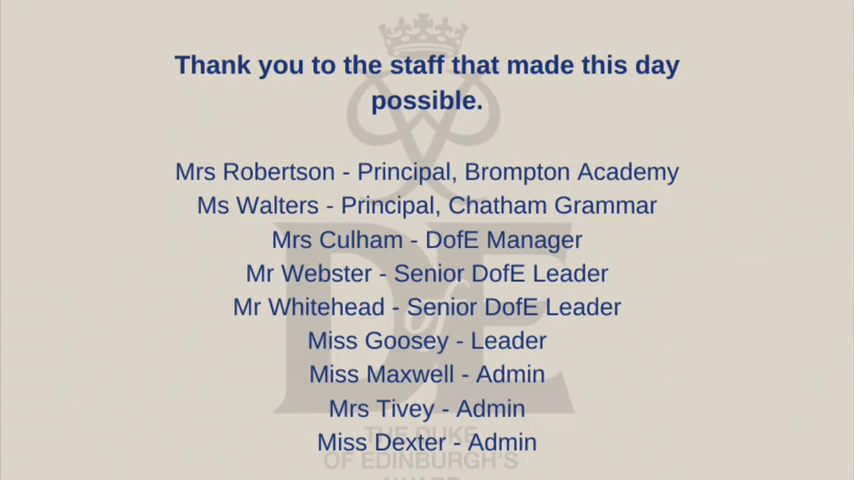 Thank you to the staff that made this day
possible.
Mrs Robertson - Principal, Brompton Academy
Ms Walters - Principal, Chatham Grammar
Mrs Culham - DofE Manager
Mr Webster - Senior DofE Leader
Mr Whitehead - Senior DofE Leader
Miss Goosey - Leader
Miss Maxwell - Admin
Mrs Tivey - Admin
Miss Dexter - Admin
DofE
THE DUKE
OF EDINBURGH'S
AWARD